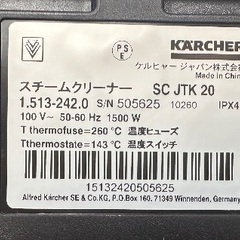 PS
E
KÄRCHER
ケルヒャー ジャパン株式会
Made in Chin
スチームクリーナー SC JTK 20
1.513-242.0 S/N 505625 10260 IPX4
100 V~ 50-60 Hz 1500 W
T thermofuse=260°C 温度ヒューズ
Thermostate=143°C 温度スイッチ
15132420505625
Alfred Kärcher SE & Co.KG, P.O.Box 160. 71349 Winnenden, Germany